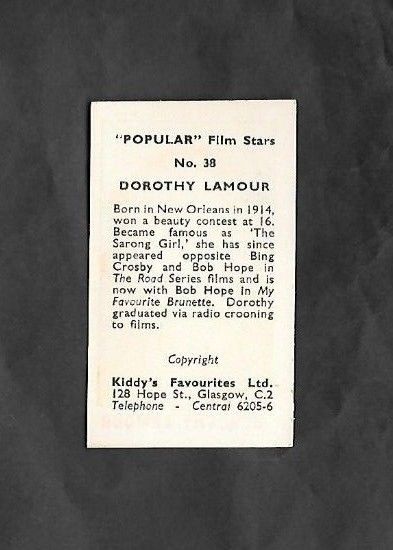 "POPULAR" Film Stars
No. 38
DOROTHY LAMOUR
Born in New Orleans in 1914,
won a beauty contest at 16.
Became famous as 'The
Sarong Girl,' she has since
appeared opposite Bing
Crosby and Bob Hope in
The Road Series films and is
now with Bob Hope in My
Favourite Brunette. Dorothy
graduated via radio crooning
to films.
Copyright
Kiddy's Favourites Ltd.
128 Hope St., Glasgow, C.2
Telephone - Central 6205-6